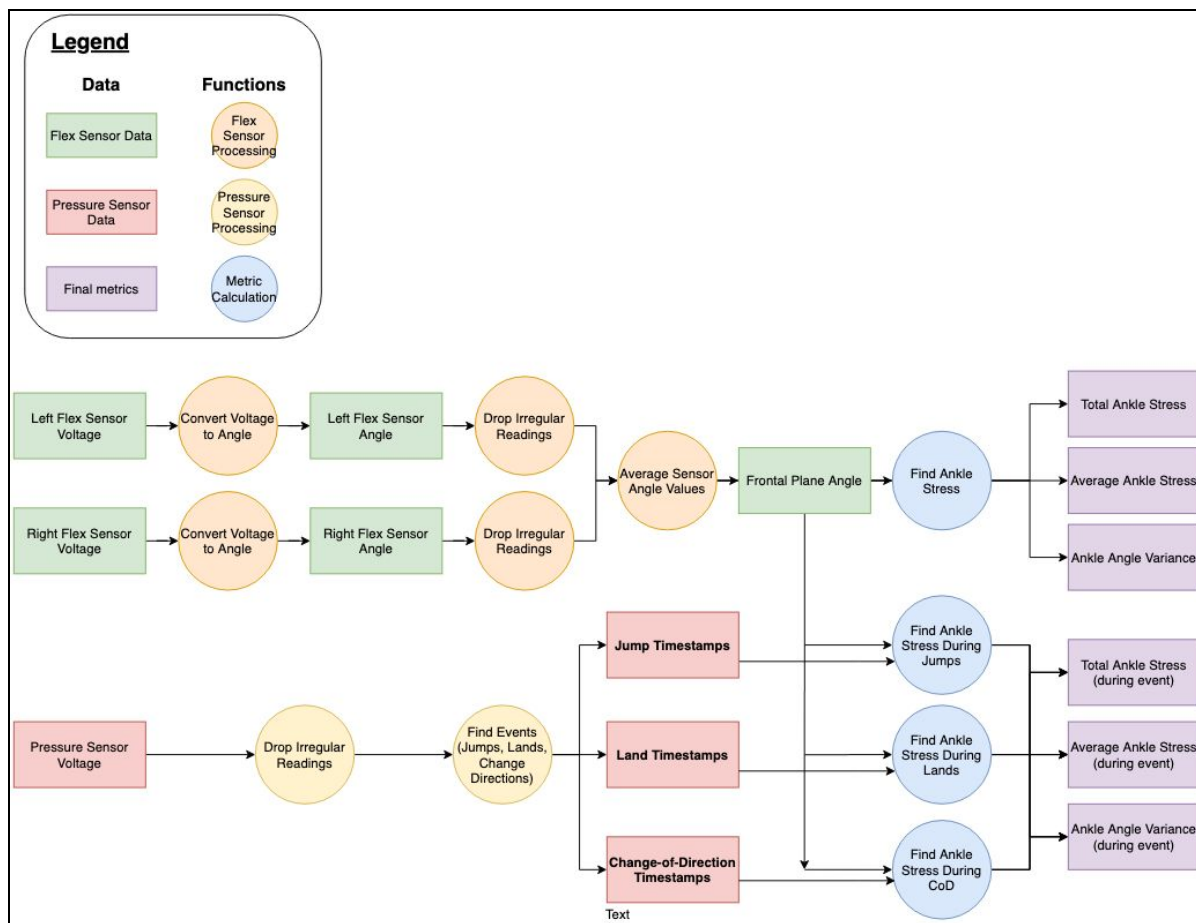 Legend
Data
Functions
Flex Sensor Data
Flex
Sensor
Processing
Pressure Sensor
Data
Pressure
Sensor
Processing
Final metrics
Metric
Calculation
Left Flex Sensor
Voltage
Convert Voltage
to Angle
Left Flex Sensor
Angle
Drop Irregular
Readings
Right Flex Sensor
Voltage
Convert Voltage
to Angle
Right Flex Sensor
Angle
Drop Irregular
Readings
Average Sensor
Angle Values
Frontal Plane Angle
Find Ankle
Stress
Total Ankle Stress
Average Ankle Stress
Ankle Angle Variance
Pressure Sensor
Voltage
Drop Irregular
Readings
Find Events
(Jumps, Lands,
Change
Directions)
Jump Timestamps
Land Timestamps
Change-of-Direction
Timestamps
Text
Find Ankle
Stress During
Jumps
Find Ankle
Stress During
Lands
Find Ankle
Stress During
CoD
Total Ankle Stress
(during event)
Average Ankle Stress
(during event)
Ankle Angle Variance
(during event)